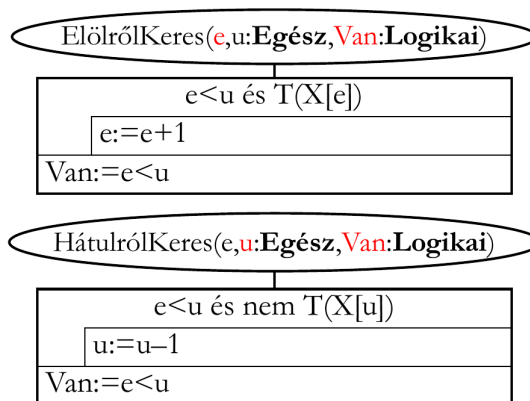 ElölrőlKeres(e,u:Egész,Van:Logikai)
e<u és T(X[e])
e:=e+1
Van:=e<u
HátulrólKeres(e,u:Egész,Van:Logikai)
e<u és nem T(X[u])
u:=u–1
Van:=e<u